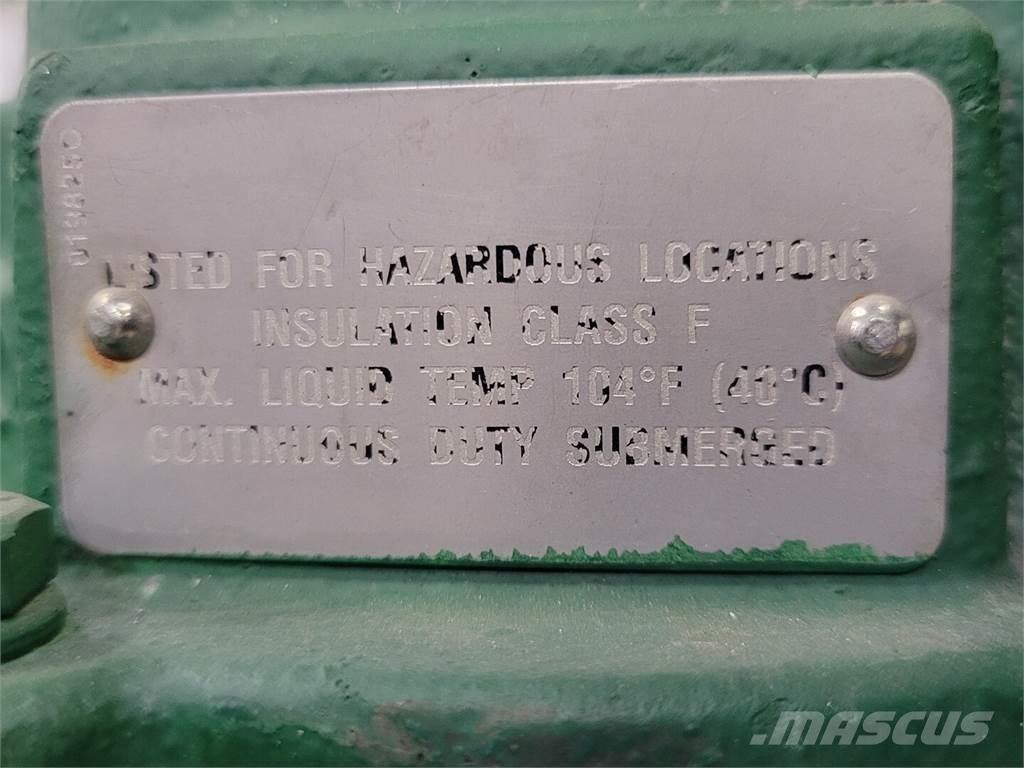 LISTED FOR HAZARDOUS LOCATIONS
INSULATION CLASS F
MAX. LIQUID TEMP 104°F (40°C)
CONTINUOUS DUTY SUBMERGED
MASCUS